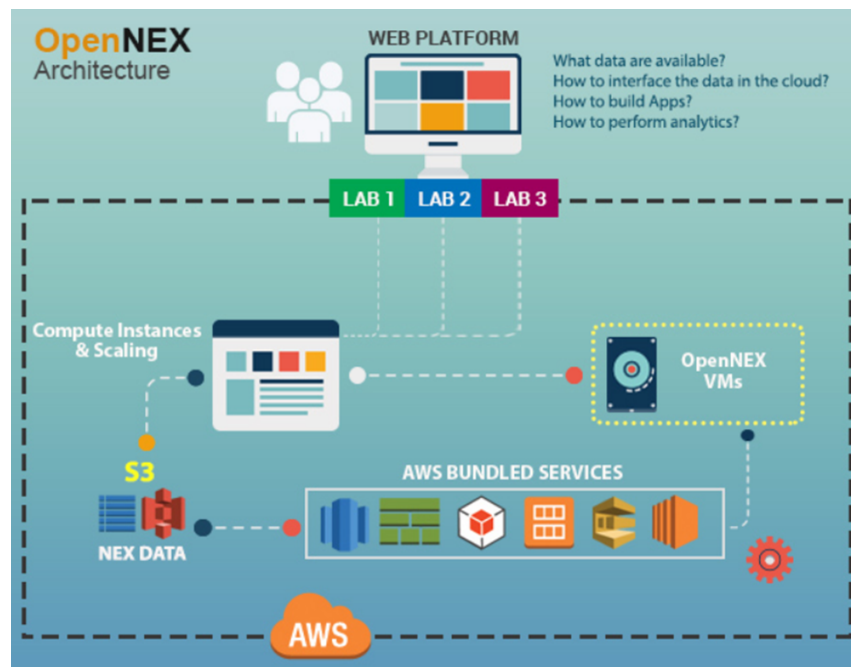 OpenNEX
Architecture
WEB PLATFORM
What data are available?
How to interface the data in the cloud?
How to build Apps?
How to perform analytics?
LAB 1 LAB 2 LAB 3
Compute Instances
& Scaling
OpenNEX
VMs
S3
NEX DATA
AWS BUNDLED SERVICES
AWS